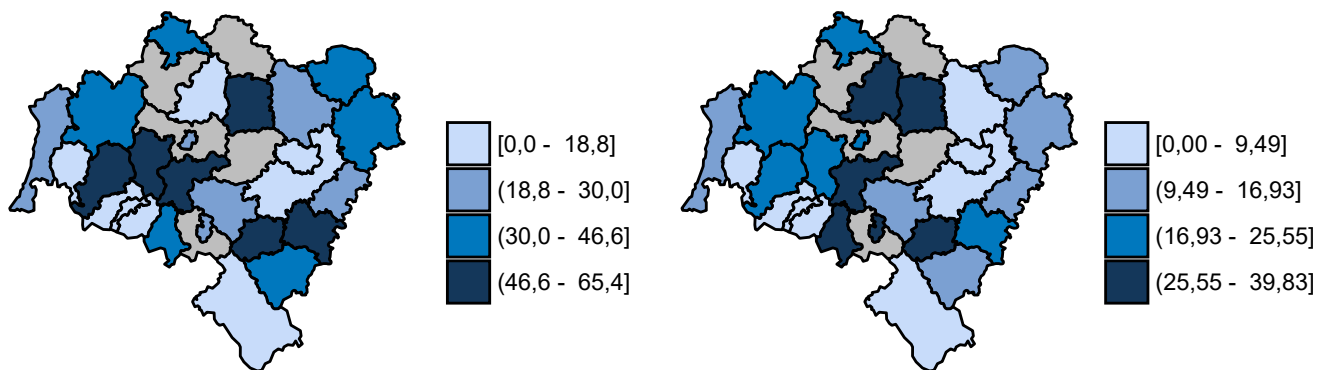 [0,0 - 18,8]
(18,8 - 30,0]
(30,0 - 46,6]
(46,6 - 65,4]
[0,00 - 9,49]
(9,49 - 16,93]
(16,93 - 25,55]
(25,55 - 39,83]